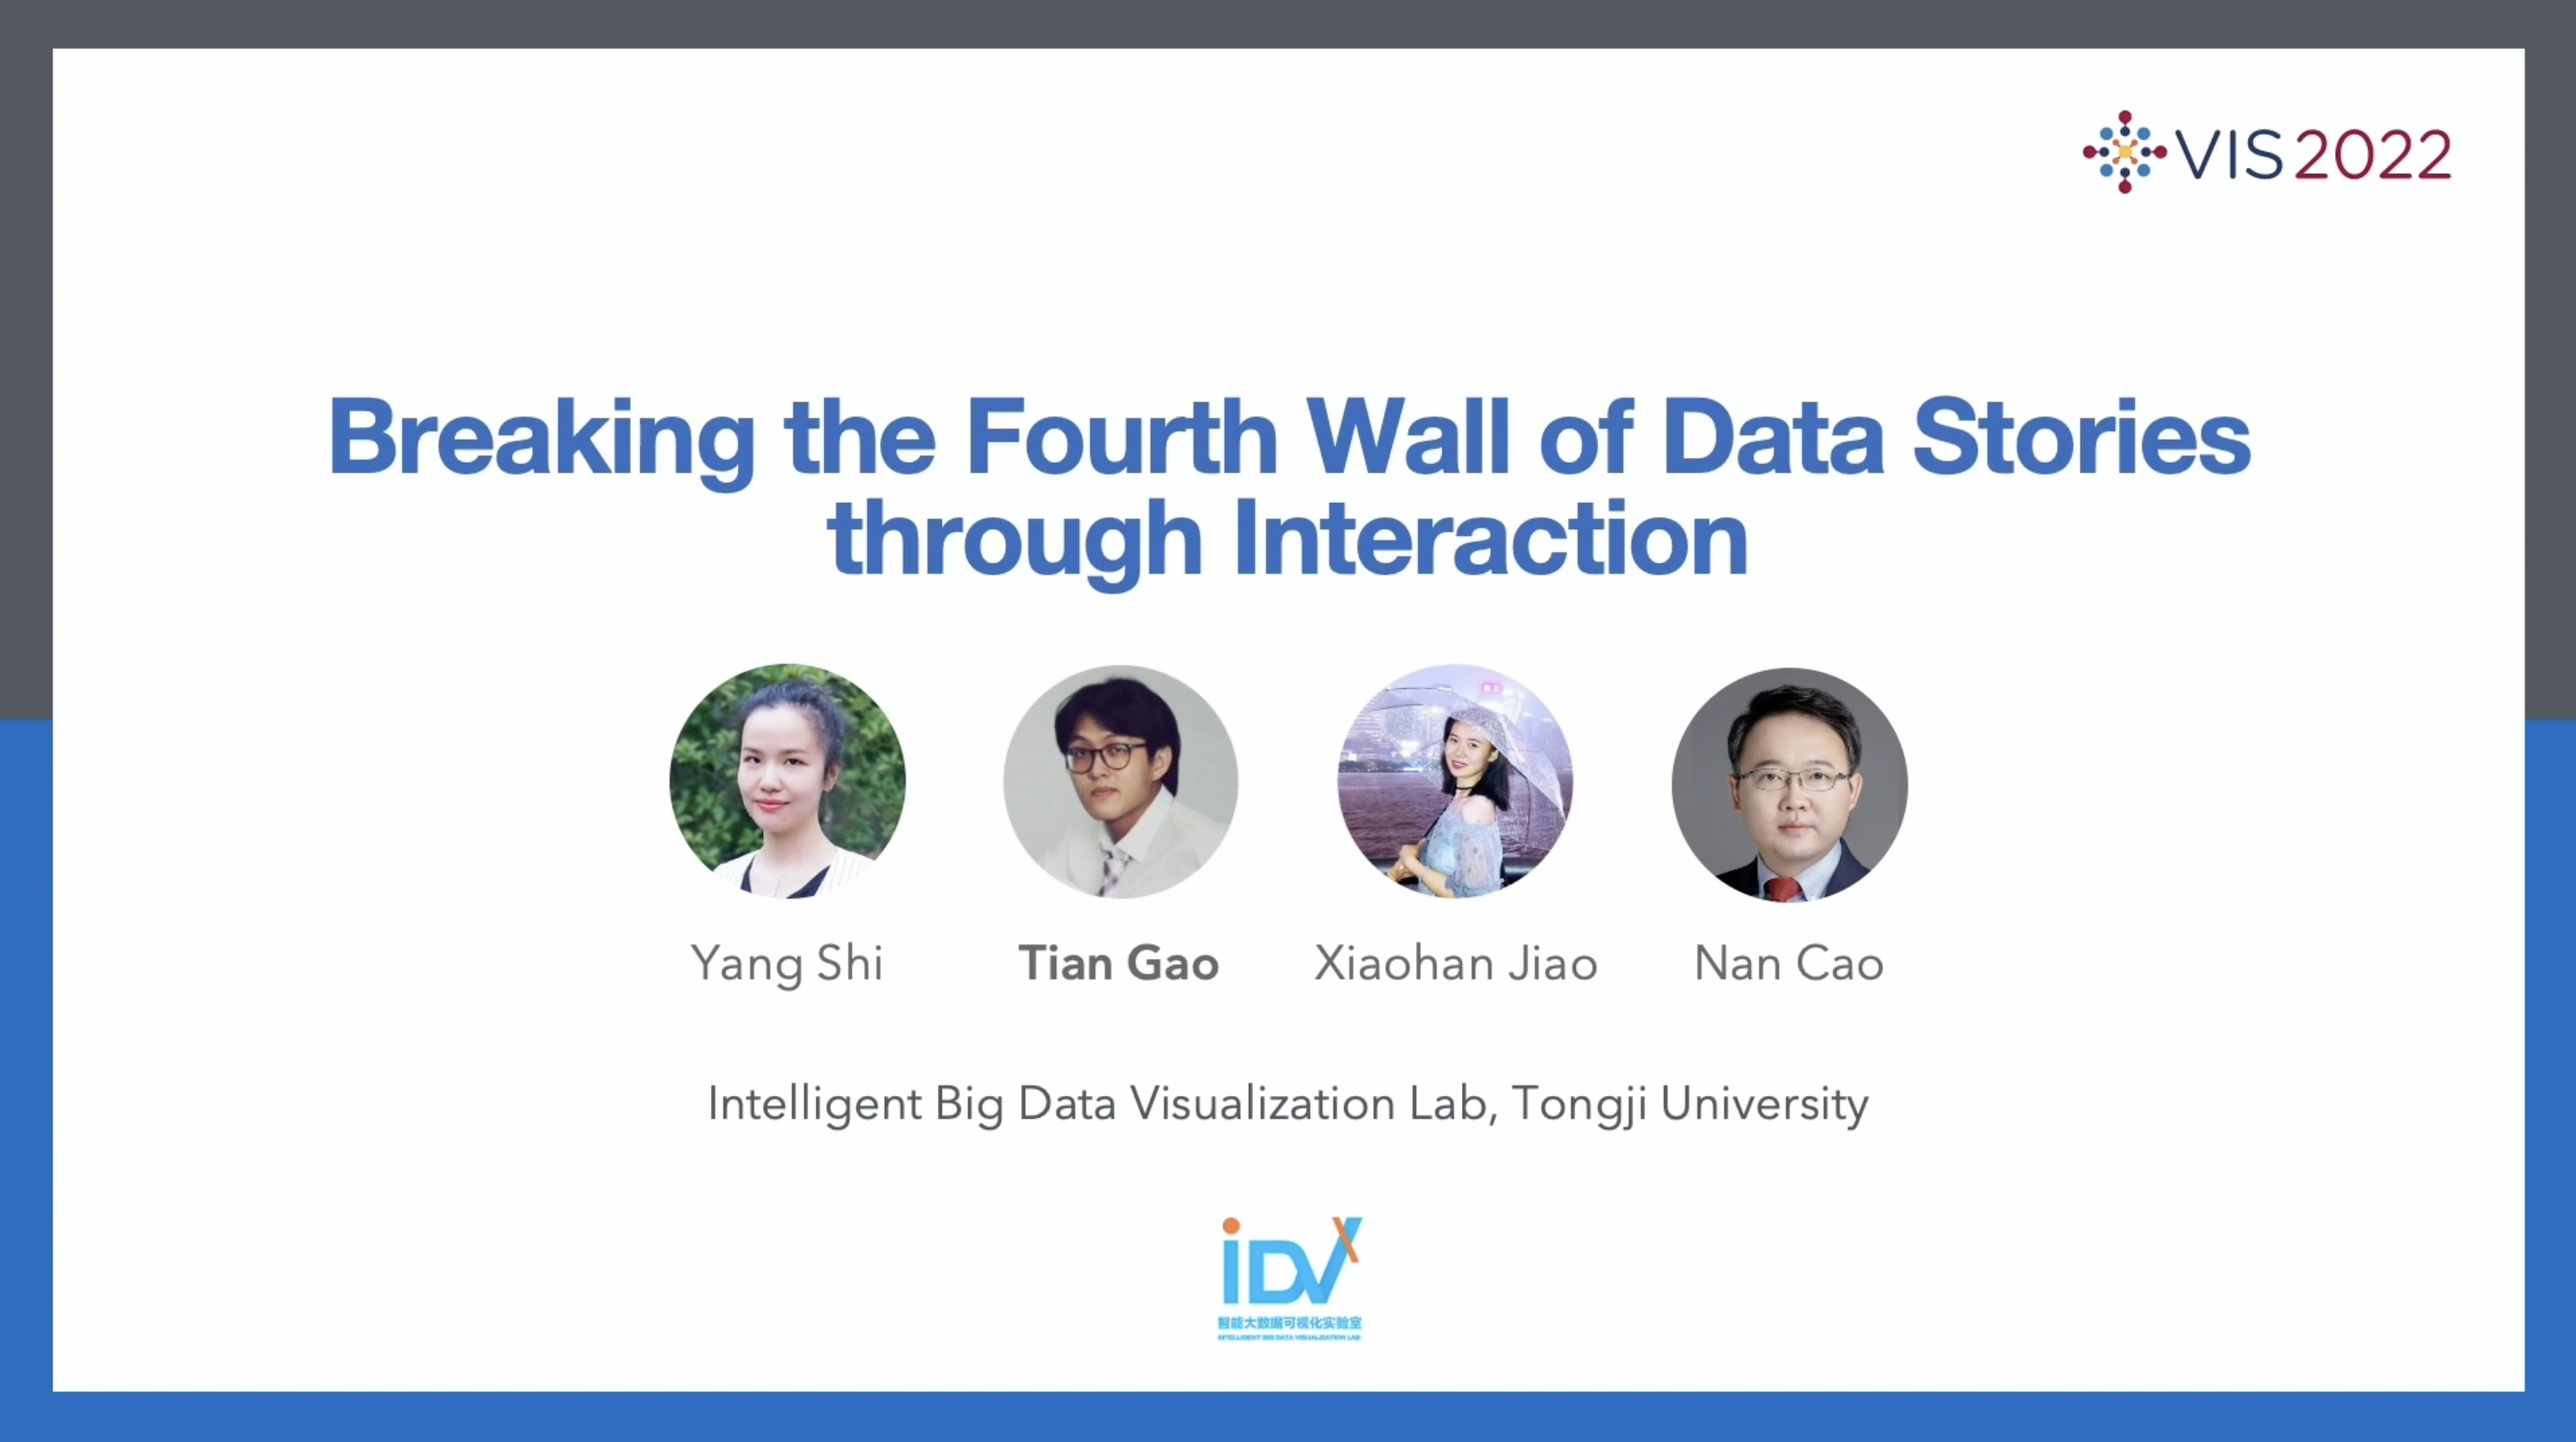 VIS2022
Breaking the Fourth Wall of Data Stories
through Interaction
Yang Shi
Tian Gao
Xiaohan Jiao
Nan Cao
Intelligent Big Data Visualization Lab, Tongji University
iDVx
智能大数据可视化实验室
INTELLIGENT BIG DATA VISUALIZATION LAB